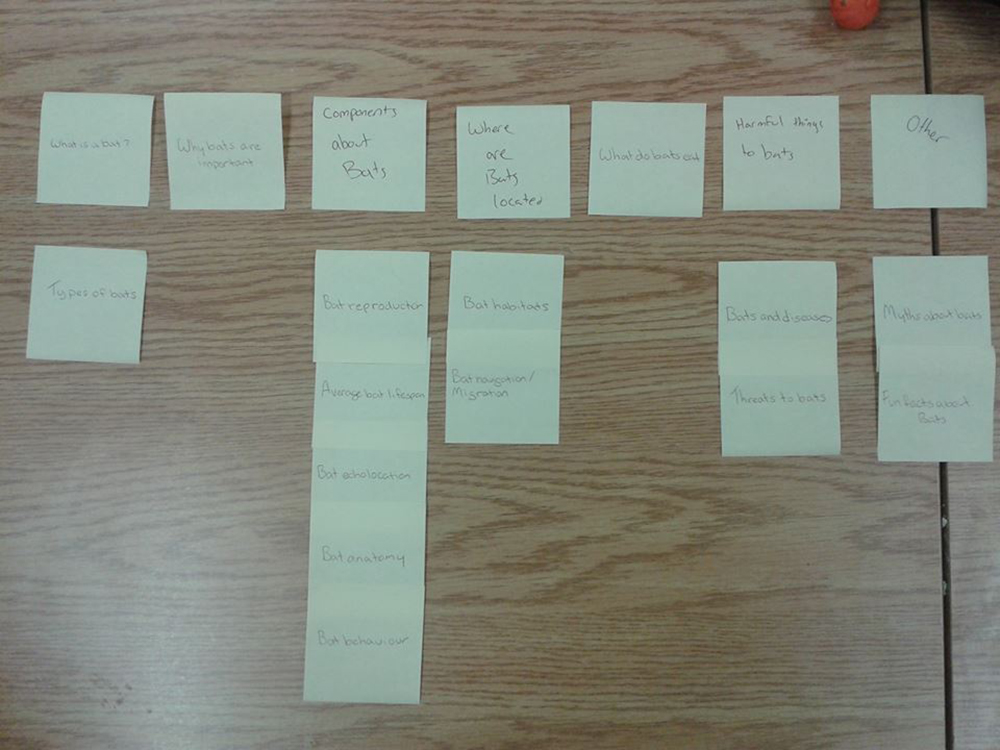 What is a bat?
Why bats are
important
Components
about
Bats
Where
are
Bats
located
What do bats eat
Harmful things
to bats
Other
Types of bats
Bat reproduction
Average bat lifespan
Bat echolocation
Bat anatomy
Bat behaviour
Bat habitats
Bat navigation/
Migration
Bats and diseases
Threats to bats
Myths about bats
Fun facts about
Bats